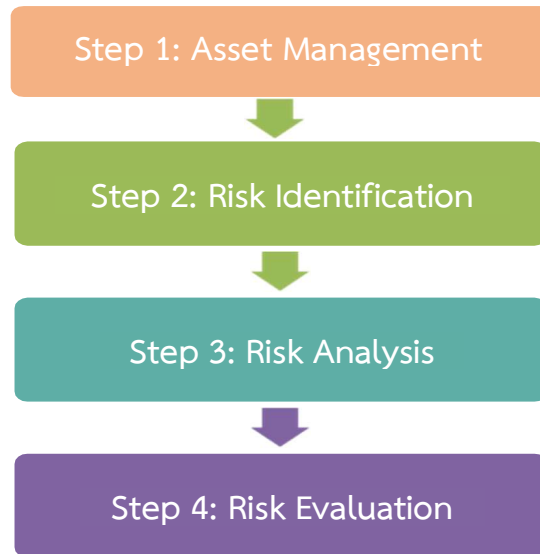 Step 1: Asset Management
Step 2: Risk Identification
Step 3: Risk Analysis
Step 4: Risk Evaluation